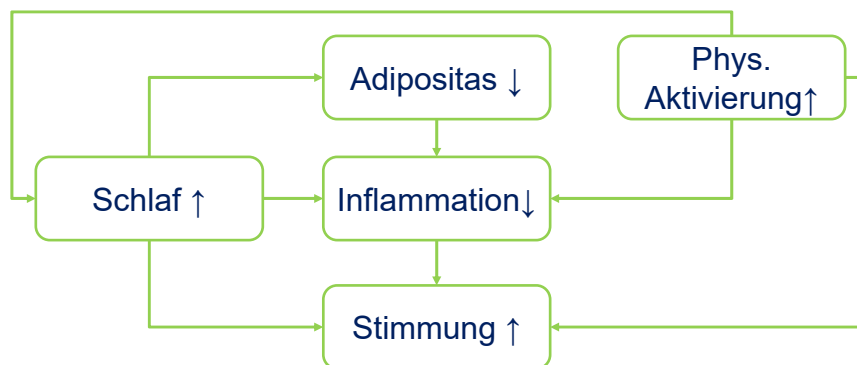 Adipositas ↓
Phys.
Aktivierung↑
Schlaf ↑
Inflammation↓
Stimmung ↑